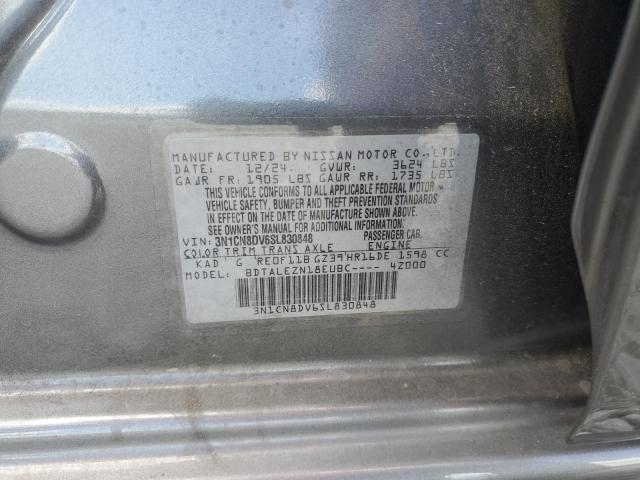 MANUFACTURED BY NISSAN MOTOR CO.,LTD.
DATE: 12/24. GVWR: 3624 LBS
GAWR FR: 1905 LBS GAWR RR: 1735 LBS
THIS VEHICLE CONFORMS TO ALL APPLICABLE FEDERAL MOTOR
VEHICLE SAFETY, BUMPER AND THEFT PREVENTION STANDARDS
IN EFFECT ON THE DATE OF MANUFACTURE SHOWN ABOVE.
SEE OWNER'S MANUAL FOR ADDITIONAL INFORMATION.
VIN: 3N1CN8DV6SL830848 PASSENGER CAR.
COLOR TRIM TRANS AXLE ENGINE
KAD G RE0F11B GZ39 HR16DE 1598 CC
MODEL: BDTALEZN18EUBC---- 4Z000
3N1CN8DV6SL830848